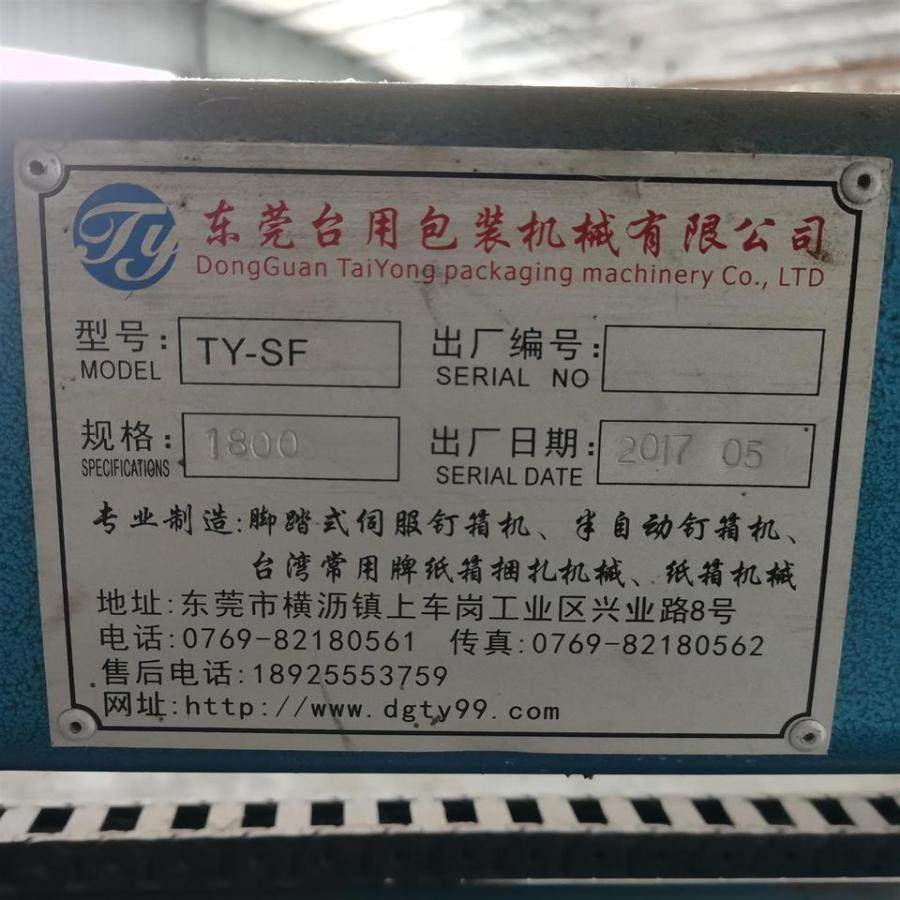 Ty 东莞台用包装机械有限公司
DongGuan TaiYong packaging machinery Co., LTD
型号: TY-SF 出厂编号:
MODEL SERIAL NO
规格: 1800 出厂日期: 2017 05
SPECIFICATIONS SERIAL DATE
专业制造:脚踏式伺服钉箱机、半自动钉箱机、
台湾常用牌纸箱捆扎机械、纸箱机械
地址:东莞市横沥镇上车岗工业区兴业路8号
电话:0769-82180561 传真:0769-82180562
售后电话:18925553759
网址:http://www.dgty99.com